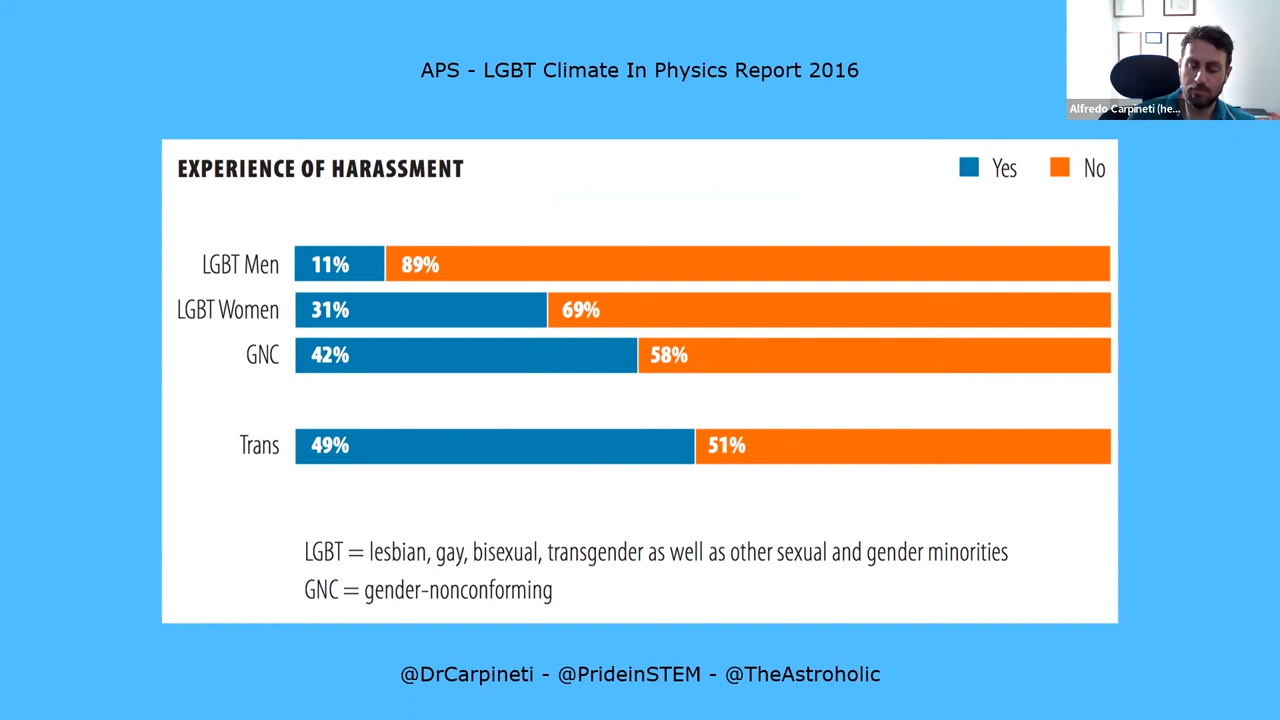 APS - LGBT Climate In Physics Report 2016
Alfredo Carpineti (he...
EXPERIENCE OF HARASSMENT
Yes No
LGBT Men 11% 89%
LGBT Women 31% 69%
GNC 42% 58%
Trans 49% 51%
LGBT = lesbian, gay, bisexual, transgender as well as other sexual and gender minorities
GNC = gender-nonconforming
@DrCarpineti - @PrideinSTEM - @TheAstroholic